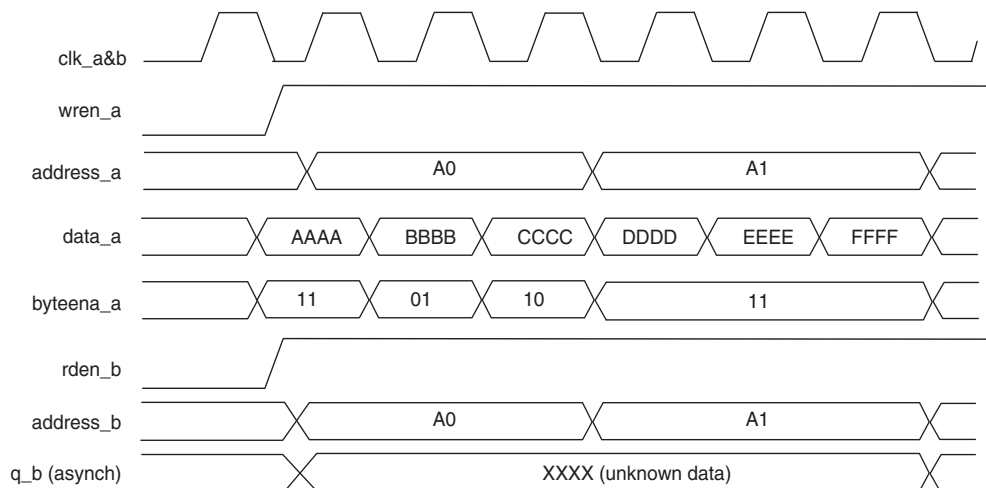 clk_a&b
wren_a
address_a A0 A1
data_a AAAA BBBB CCCC DDDD EEEE FFFF
byteena_a 11 01 10 11
rden_b
address_b A0 A1
q_b (asynch) XXXX (unknown data)